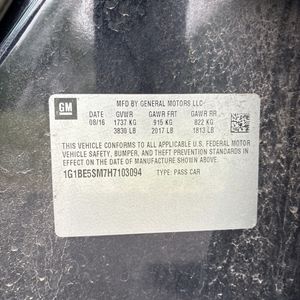 GM
MFD BY GENERAL MOTORS LLC
DATE GVWR GAWR FRT GAWR RR
08/16 1737 KG 915 KG 822 KG
3830 LB 2017 LB 1813 LB
THIS VEHICLE CONFORMS TO ALL APPLICABLE U.S. FEDERAL MOTOR
VEHICLE SAFETY, BUMPER, AND THEFT PREVENTION STANDARDS IN
EFFECT ON THE DATE OF MANUFACTURE SHOWN ABOVE.
1G1BE5SM7H7103094 TYPE: PASS CAR